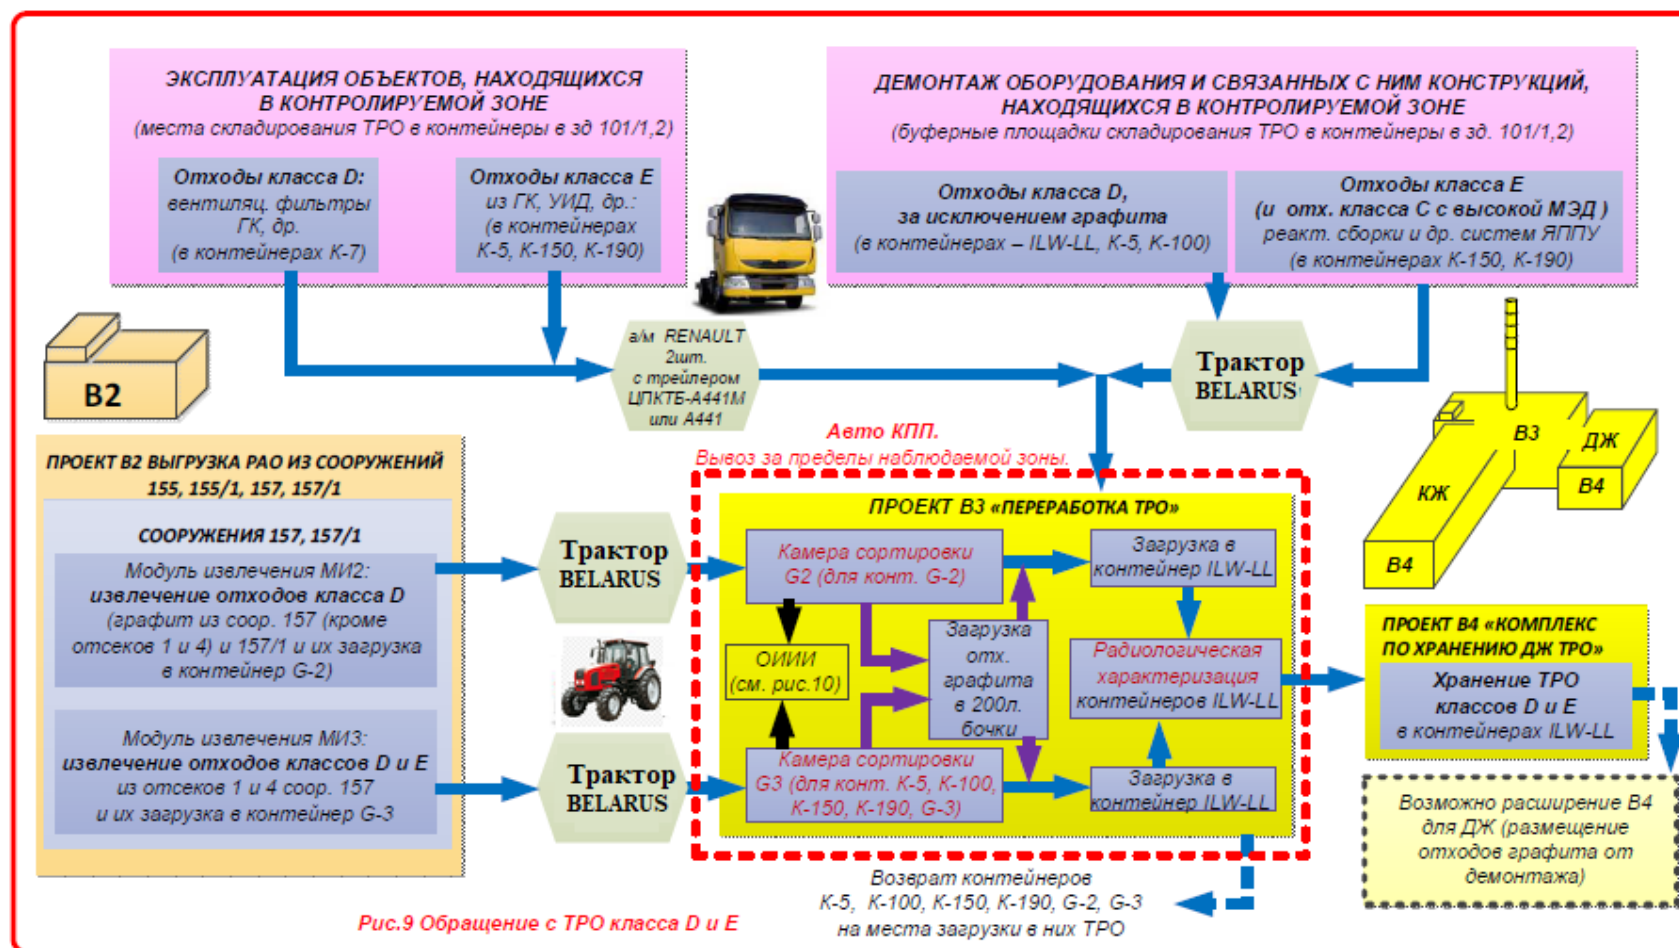 ЭКСПЛУАТАЦИЯ ОБЪЕКТОВ, НАХОДЯЩИХСЯ
В КОНТРОЛИРУЕМОЙ ЗОНЕ
(места складирования ТРО в контейнеры в зд 101/1,2)
Отходы класса D:
вентиляц. фильтры
ГК, др.
(в контейнерах К-7)
Отходы класса E
из ГК, УИД, др.:
(в контейнерах
К-5, К-150, К-190)
ДЕМОНТАЖ ОБОРУДОВАНИЯ И СВЯЗАННЫХ С НИМ КОНСТРУКЦИЙ,
НАХОДЯЩИХСЯ В КОНТРОЛИРУЕМОЙ ЗОНЕ
(буферные площадки складирования ТРО в контейнеры в зд. 101/1,2)
Отходы класса D,
за исключением графита
(в контейнерах – ILW-LL, К-5, К-100)
Отходы класса E
(и отх. класса С с высокой МЭД )
реакт. сборки и др. систем ЯППУ
(в контейнерах К-150, К-190)
В2
а/м RENAULT
2шт.
с трейлером
ЦПКТБ-А441М
или А441
Трактор
BELARUS
В3
ДЖ
В4
КЖ
В4
Авто КПП.
Вывоз за пределы наблюдаемой зоны.
ПРОЕКТ В2 ВЫГРУЗКА РАО ИЗ СООРУЖЕНИЙ
155, 155/1, 157, 157/1
СООРУЖЕНИЯ 157, 157/1
Модуль извлечения МИ2:
извлечение отходов класса D
(графит из соор. 157 (кроме
отсеков 1 и 4) и 157/1 и их загрузка
в контейнер G-2)
Модуль извлечения МИ3:
извлечение отходов классов D и E
из отсеков 1 и 4 соор. 157
и их загрузка в контейнер G-3
Трактор
BELARUS
Трактор
BELARUS
ПРОЕКТ В3 «ПЕРЕРАБОТКА ТРО»
Камера сортировки
G2 (для конт. G-2)
Загрузка в
контейнер ILW-LL
ОИИИ
(см. рис.10)
Загрузка
отх.
графита
в 200л.
бочки
Радиологическая
характеризация
контейнеров ILW-LL
Камера сортировки
G3 (для конт. К-5, К-100,
К-150, К-190, G-3)
Загрузка в
контейнер ILW-LL
ПРОЕКТ В4 «КОМПЛЕКС
ПО ХРАНЕНИЮ ДЖ ТРО»
Хранение ТРО
классов D и E
в контейнерах ILW-LL
Возможно расширение В4
для ДЖ (размещение
отходов графита от
демонтажа)
Возврат контейнеров
К-5, К-100, К-150, К-190, G-2, G-3
на места загрузки в них ТРО
Рис.9 Обращение с ТРО класса D и E